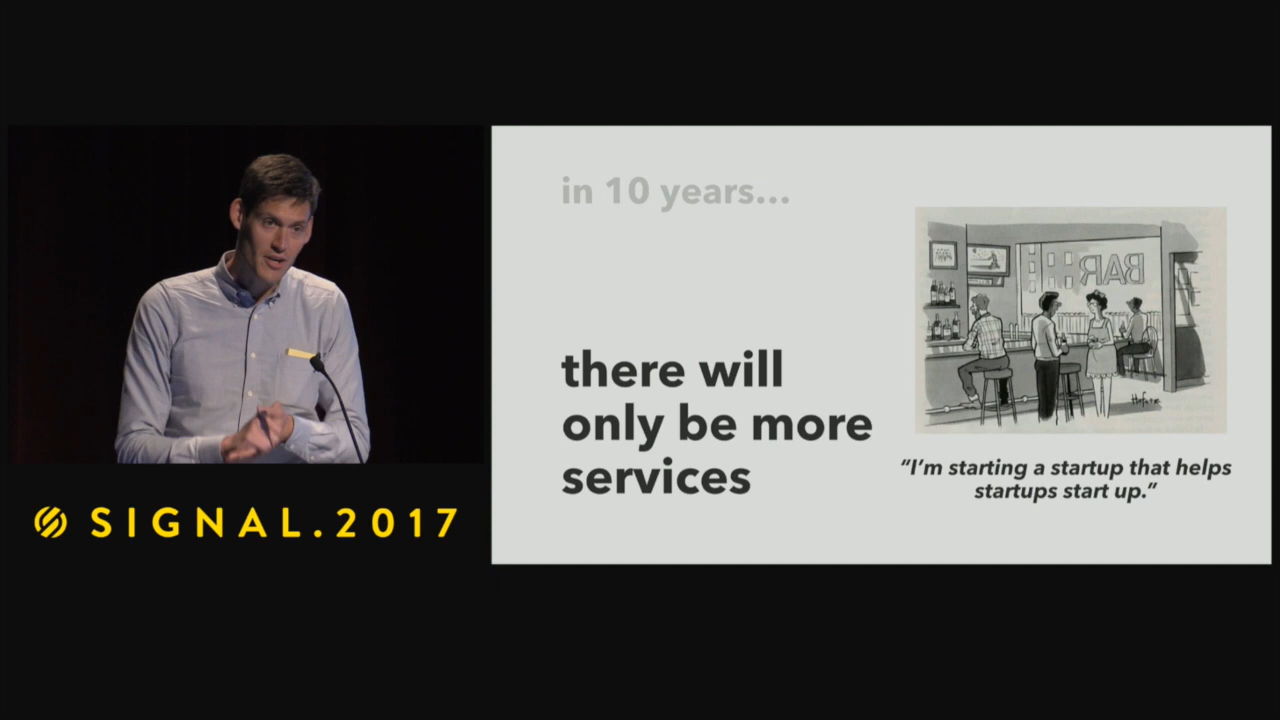 in 10 years...
there will
only be more
services
BAR
Hafeez
"I'm starting a startup that helps
startups start up."
SIGNAL.2017